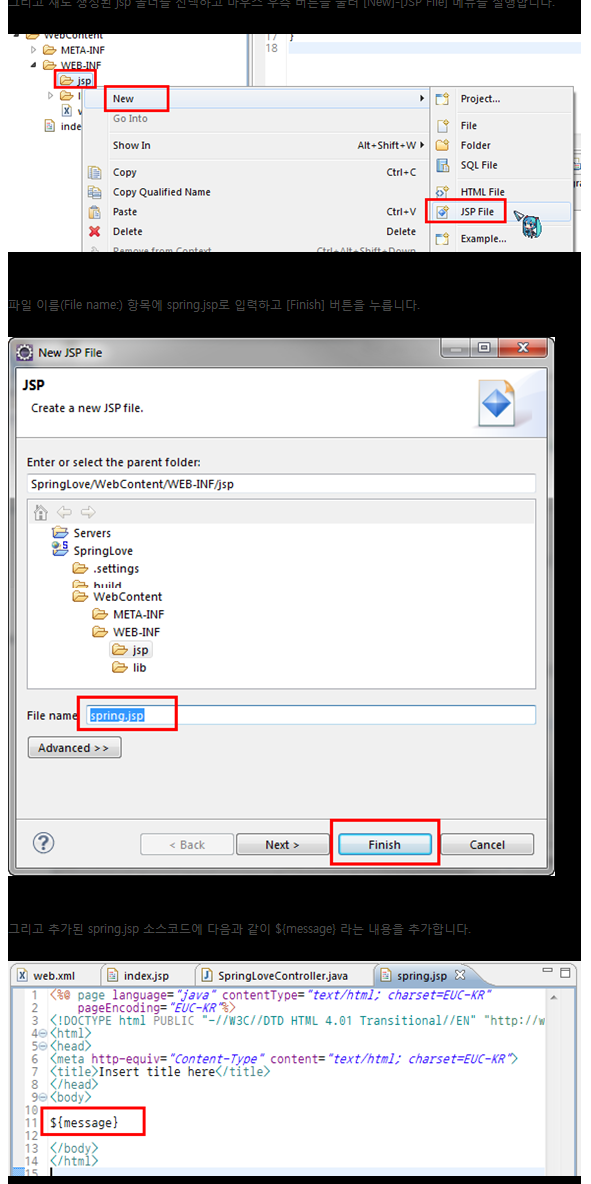 그리고 새로 생성된 jsp 폴더를 선택하고 마우스 우측 버튼을 눌러 [New]-[JSP File] 메뉴를 실행합니다.
WebContent
META-INF
WEB-INF
jsp
inde
17 }
18
New
Go Into
Show In Alt+Shift+W
Copy Ctrl+C
Copy Qualified Name
Paste Ctrl+V
Delete Delete
Remove from Context Ctrl+Alt+Shift+Down
Project...
File
Folder
SQL File
HTML File
JSP File
Example...
파일 이름(File name:) 항목에 spring.jsp로 입력하고 [Finish] 버튼을 누릅니다.
New JSP File
JSP
Create a new JSP file.
Enter or select the parent folder:
SpringLove/WebContent/WEB-INF/jsp
Servers
SpringLove
.settings
build
WebContent
META-INF
WEB-INF
jsp
lib
File name spring.jsp
Advanced >>
< Back Next > Finish Cancel
그리고 추가된 spring.jsp 소스코드에 다음과 같이 ${message} 라는 내용을 추가합니다.
web.xml index.jsp SpringLoveController.java spring.jsp
1 <%@ page language="java" contentType="text/html; charset=EUC-KR"
2 pageEncoding="EUC-KR"%>
3 <!DOCTYPE html PUBLIC "-//W3C//DTD HTML 4.01 Transitional//EN" "http://w
4 <html>
5 <head>
6 <meta http-equiv="Content-Type" content="text/html; charset=EUC-KR">
7 <title>Insert title here</title>
8 </head>
9 <body>
10
11 ${message}
12
13 </body>
14 </html>
15